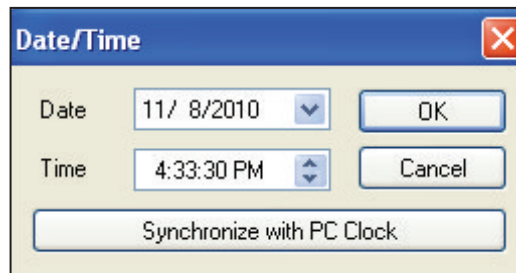 Date/Time
Date 11/ 8/2010 OK
Time 4:33:30 PM Cancel
Synchronize with PC Clock